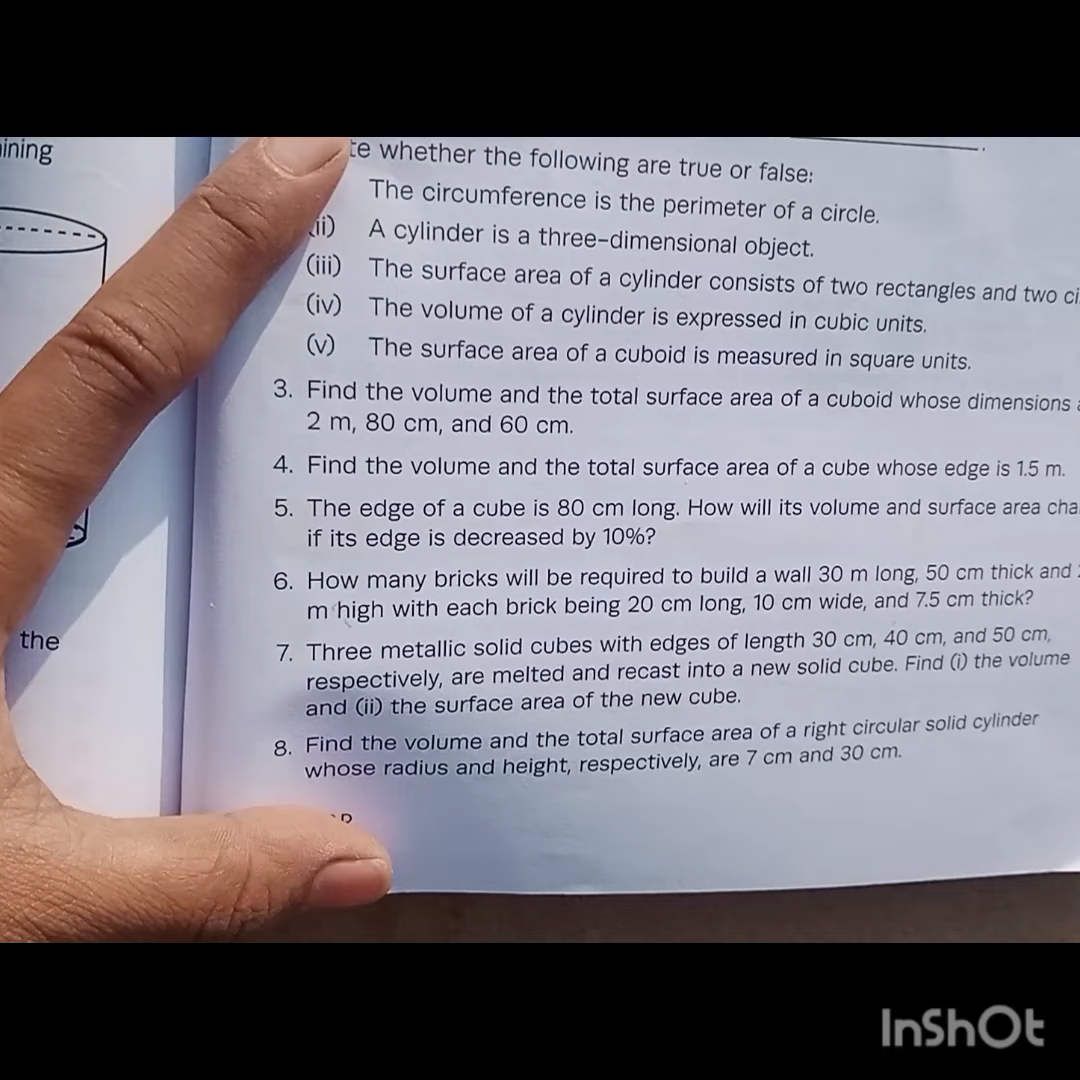 ining
the
te whether the following are true or false:
The circumference is the perimeter of a circle.
(ii) A cylinder is a three-dimensional object.
(iii) The surface area of a cylinder consists of two rectangles and two ci
(iv) The volume of a cylinder is expressed in cubic units.
(v) The surface area of a cuboid is measured in square units.
3. Find the volume and the total surface area of a cuboid whose dimensions
2 m, 80 cm, and 60 cm.
4. Find the volume and the total surface area of a cube whose edge is 1.5 m.
5. The edge of a cube is 80 cm long. How will its volume and surface area cha
if its edge is decreased by 10%?
6. How many bricks will be required to build a wall 30 m long, 50 cm thick and
m high with each brick being 20 cm long, 10 cm wide, and 7.5 cm thick?
7. Three metallic solid cubes with edges of length 30 cm, 40 cm, and 50 cm,
respectively, are melted and recast into a new solid cube. Find (i) the volume
and (ii) the surface area of the new cube.
8. Find the volume and the total surface area of a right circular solid cylinder
whose radius and height, respectively, are 7 cm and 30 cm.
InShOt